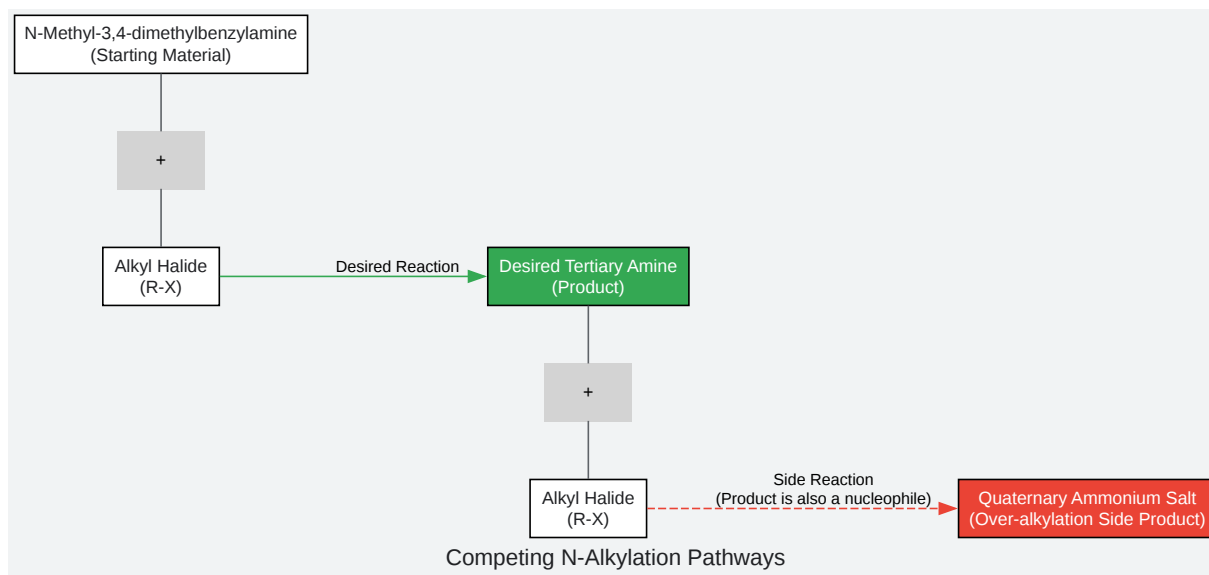 N-Methyl-3,4-dimethylbenzylamine
(Starting Material)
+
Alkyl Halide
(R-X)
Desired Reaction
Desired Tertiary Amine
(Product)
+
Alkyl Halide
(R-X)
Side Reaction
(Product is also a nucleophile)
Quaternary Ammonium Salt
(Over-alkylation Side Product)
Competing N-Alkylation Pathways